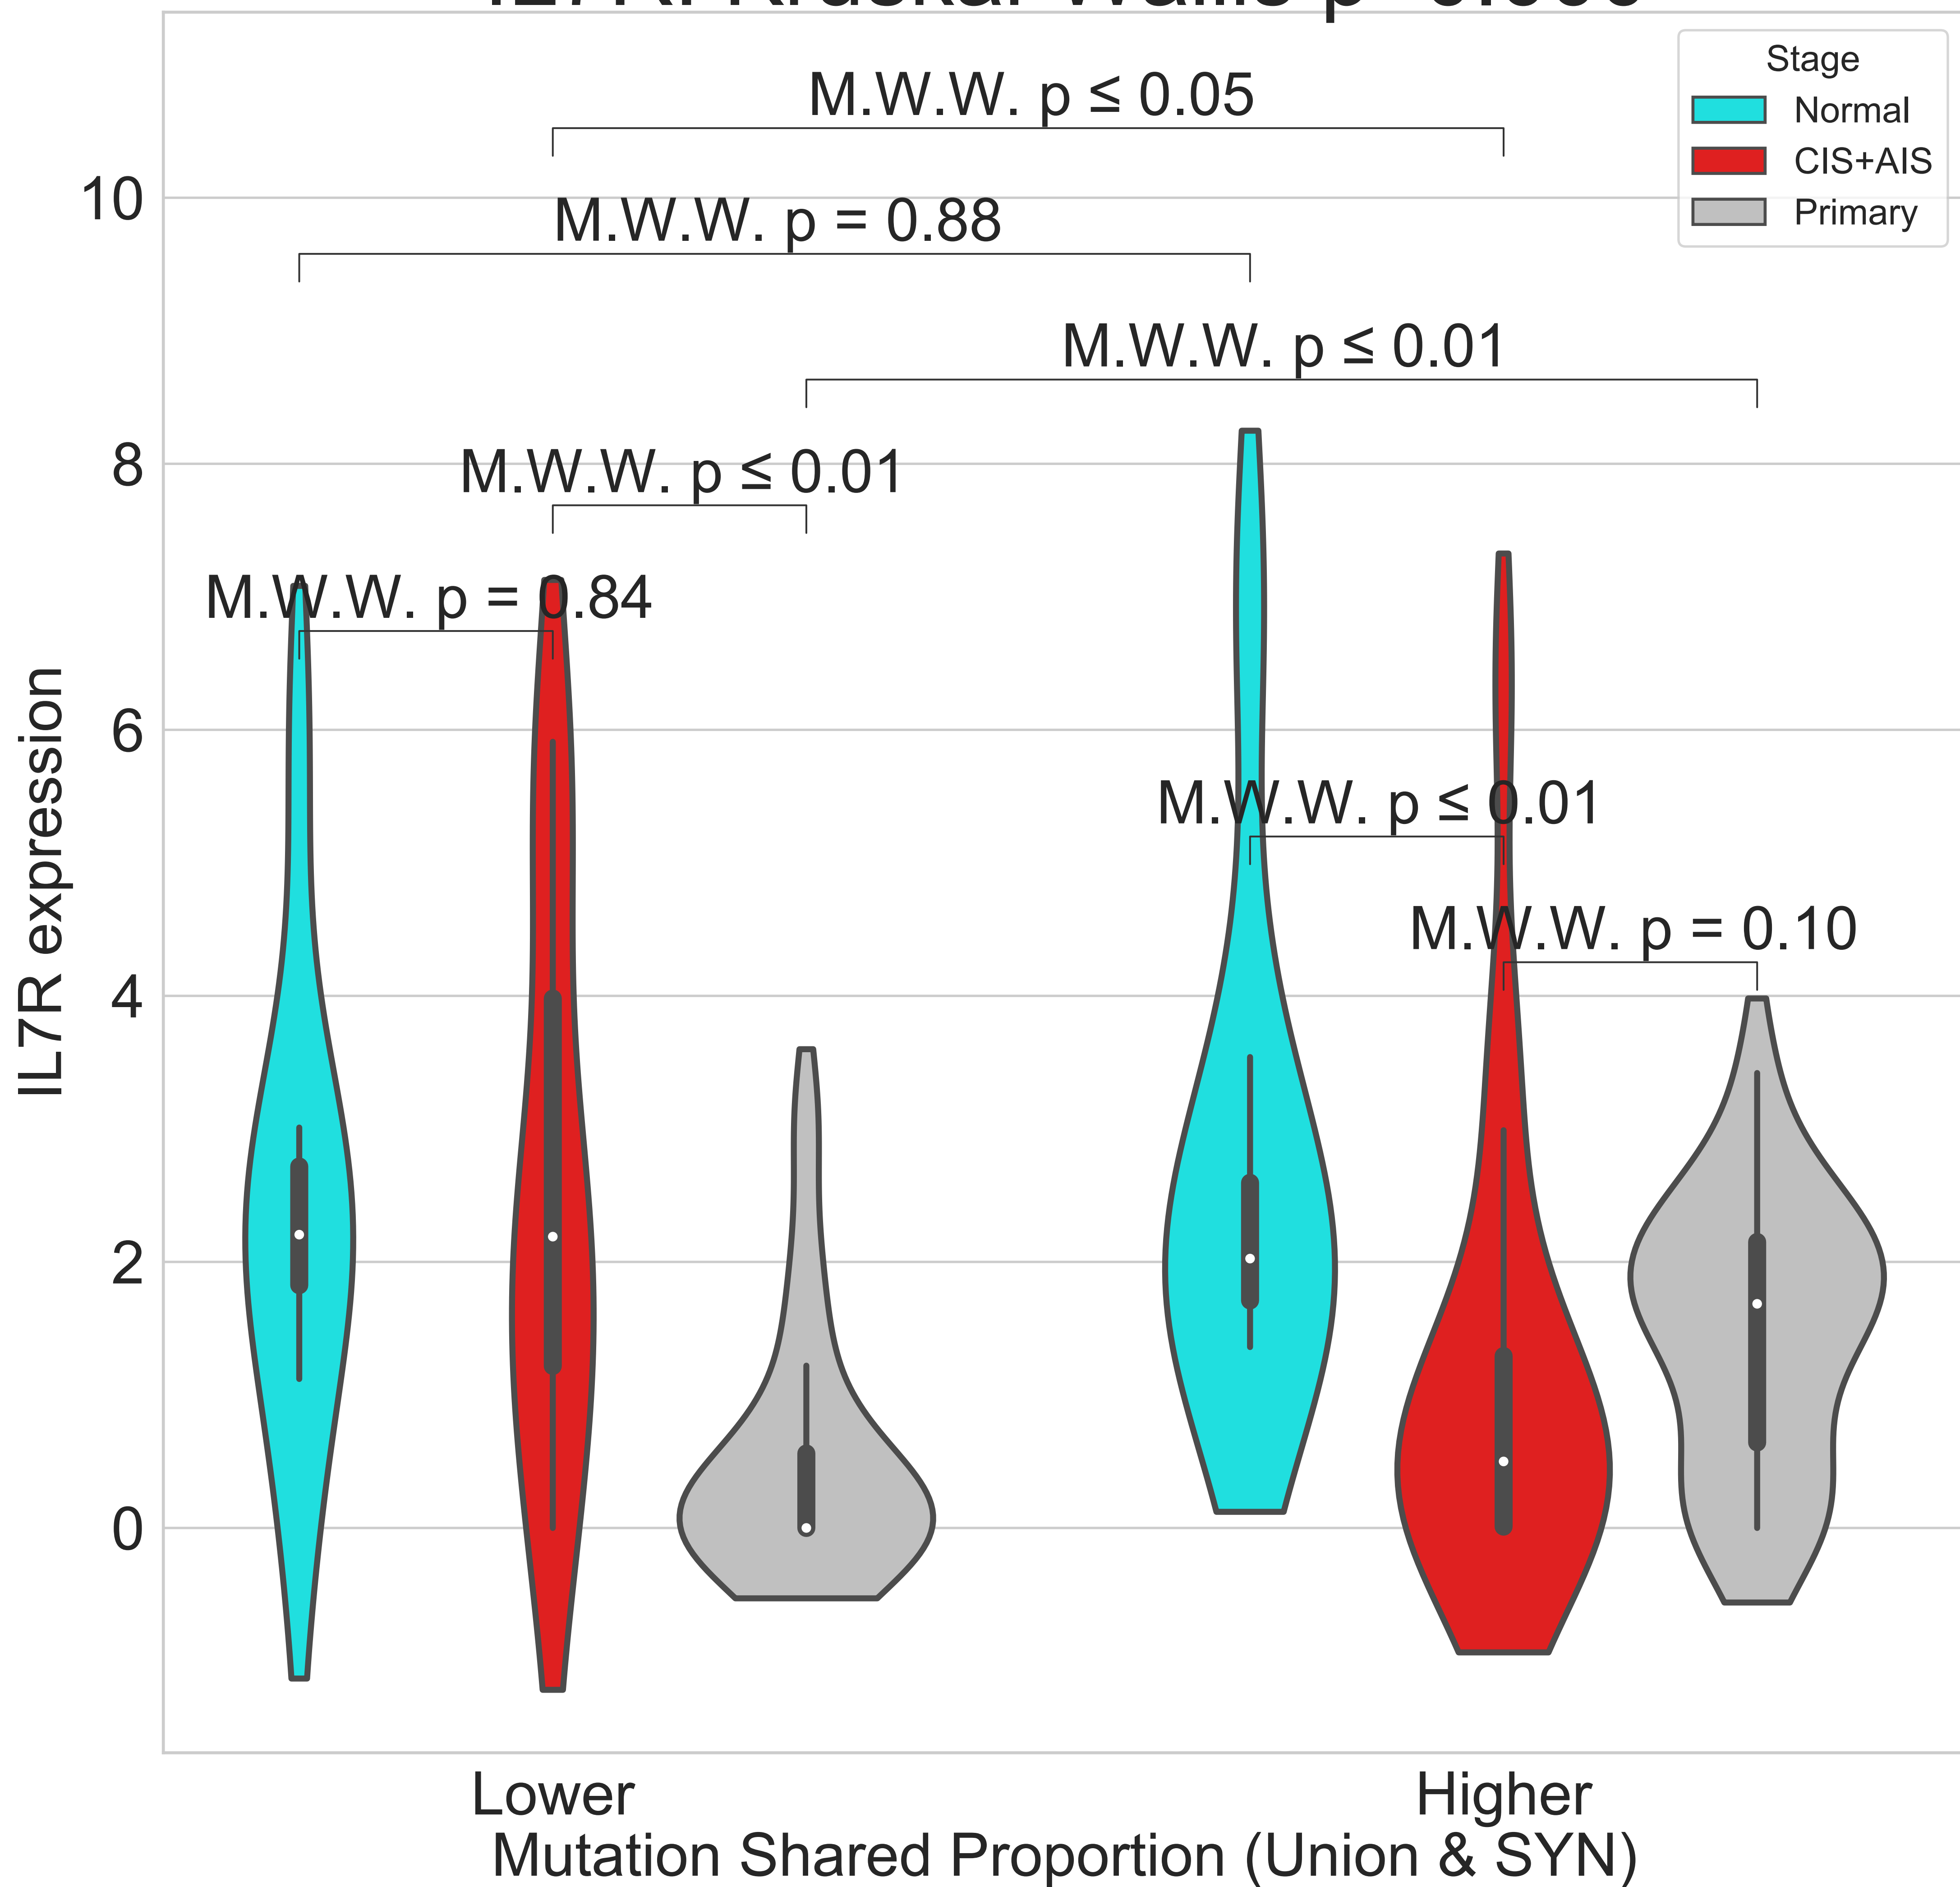 Stage
Normal
CIS+AIS
Primary
M.W.W. p ≤ 0.05
M.W.W. p = 0.88
M.W.W. p ≤ 0.01
M.W.W. p ≤ 0.01
M.W.W. p = 0.84
M.W.W. p ≤ 0.01
M.W.W. p = 0.10
10
8
6
4
2
0
IL7R expression
Lower
Higher
Mutation Shared Proportion (Union & SYN)